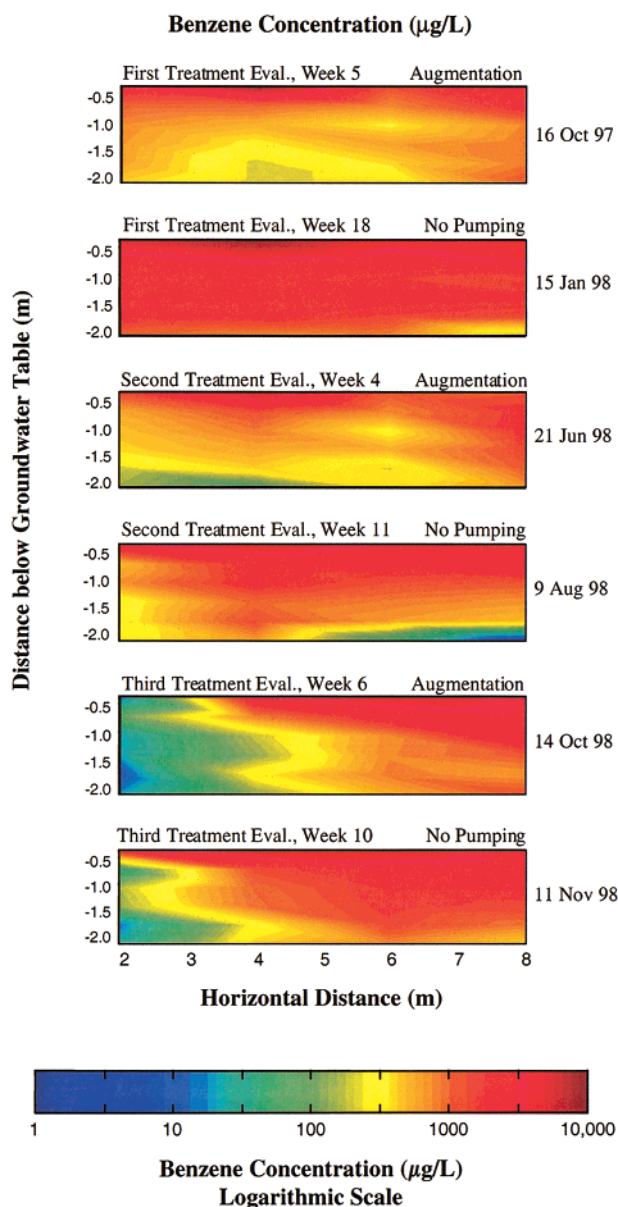 Benzene Concentration (μg/L)
First Treatment Eval., Week 5 Augmentation
-0.5
-1.0
-1.5
-2.0
16 Oct 97
First Treatment Eval., Week 18 No Pumping
-0.5
-1.0
-1.5
-2.0
15 Jan 98
Second Treatment Eval., Week 4 Augmentation
-0.5
-1.0
-1.5
-2.0
21 Jun 98
Second Treatment Eval., Week 11 No Pumping
-0.5
-1.0
-1.5
-2.0
9 Aug 98
Third Treatment Eval., Week 6 Augmentation
-0.5
-1.0
-1.5
-2.0
14 Oct 98
Third Treatment Eval., Week 10 No Pumping
-0.5
-1.0
-1.5
-2.0
11 Nov 98
Distance below Groundwater Table (m)
2 3 4 5 6 7 8
Horizontal Distance (m)
1 10 100 1000 10,000
Benzene Concentration (μg/L)
Logarithmic Scale